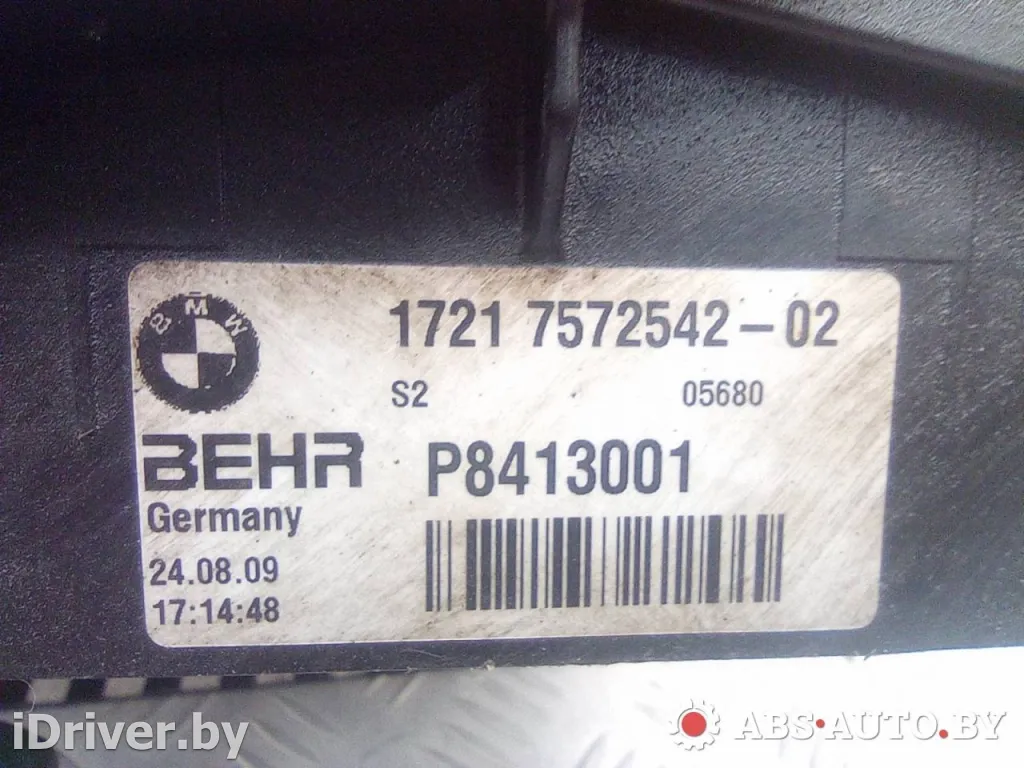 BMW
1721 7572542-02
S2 05680
BEHR P8413001
Germany
24.08.09
17:14:48
iDriver.by
ABS-AUTO.BY